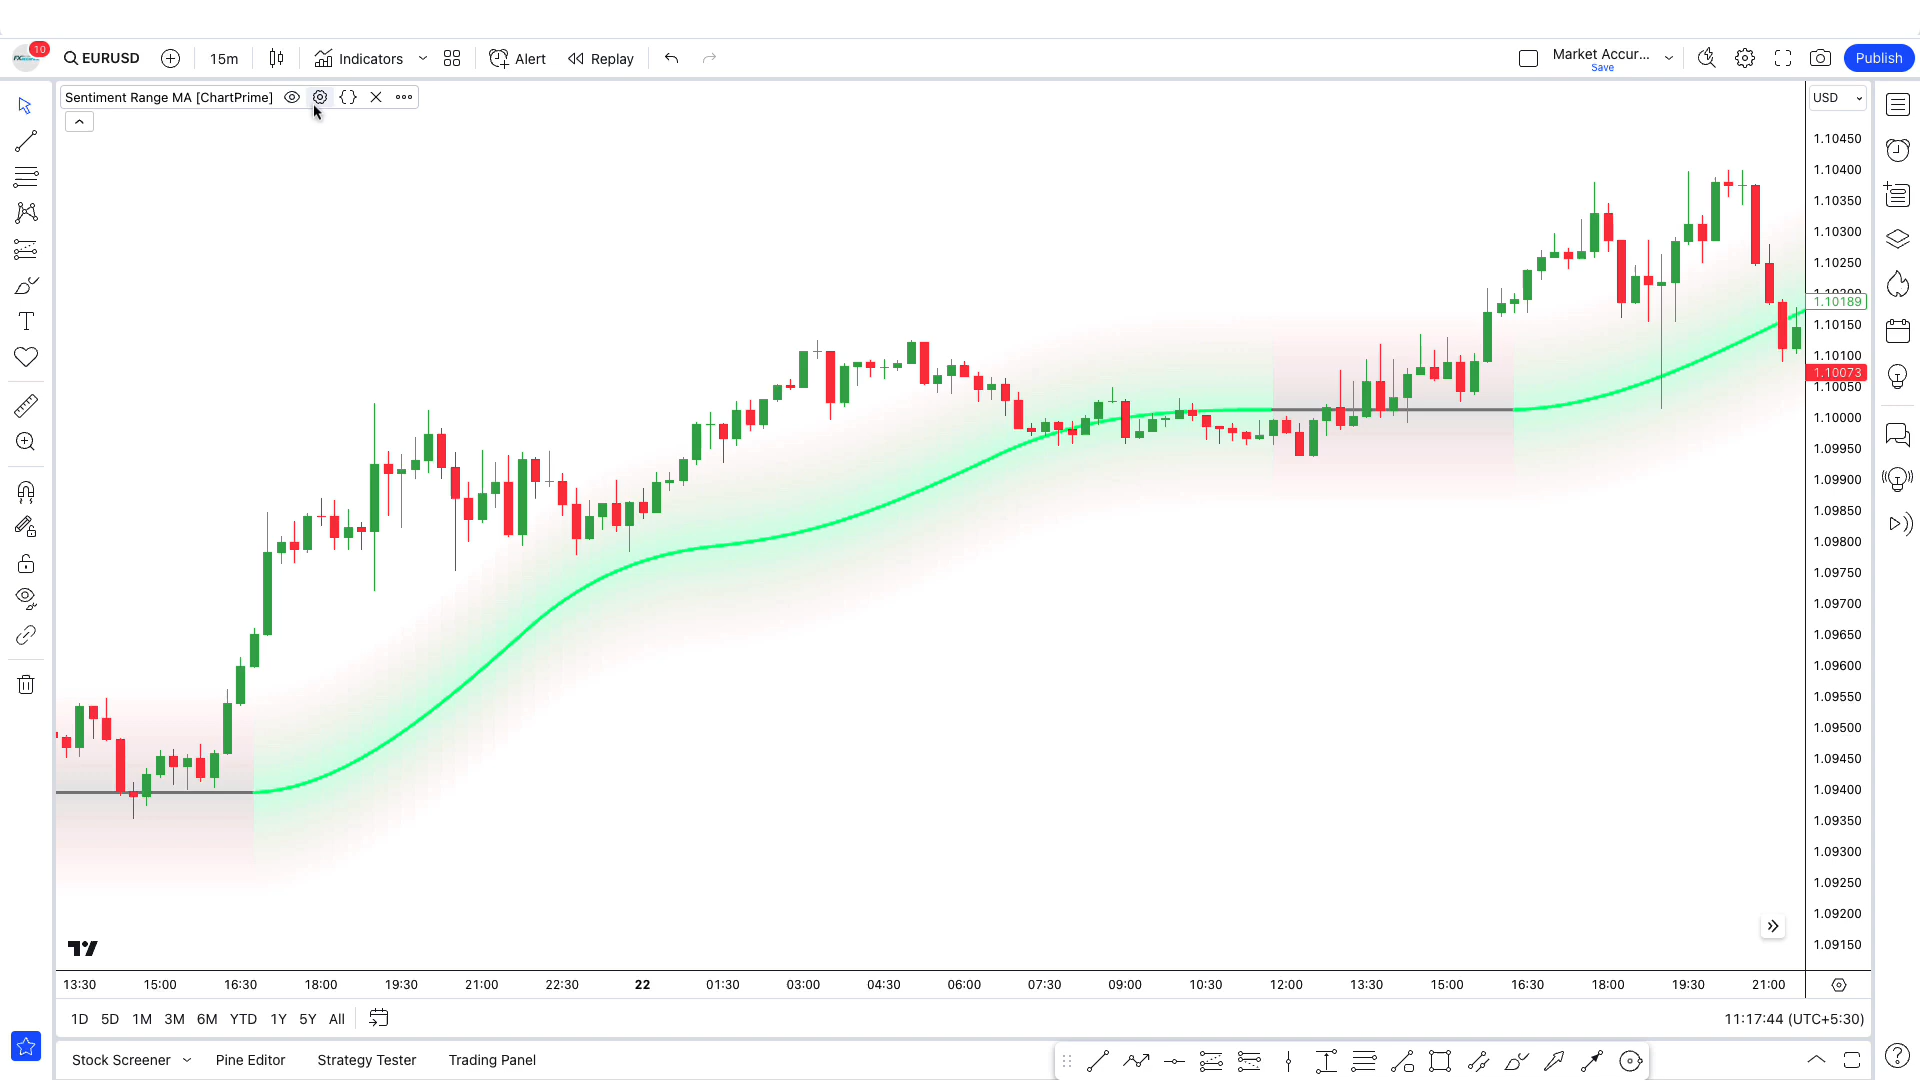 10
EURUSD
15m
Indicators
Alert
Replay
Market Accur...
Save
Publish
Sentiment Range MA [ChartPrime]
USD
1.10450
1.10400
1.10350
1.10300
1.10250
1.10189
1.10150
1.10100
1.10073
1.10050
1.10000
1.09950
1.09900
1.09850
1.09800
1.09750
1.09700
1.09650
1.09600
1.09550
1.09500
1.09450
1.09400
1.09350
1.09300
1.09250
1.09200
1.09150
13:30 15:00 16:30 18:00 19:30 21:00 22:30 22 01:30 03:00 04:30 06:00 07:30 09:00 10:30 12:00 13:30 15:00 16:30 18:00 19:30 21:00
1D 5D 1M 3M 6M YTD 1Y 5Y All
11:17:44 (UTC+5:30)
Stock Screener Pine Editor Strategy Tester Trading Panel